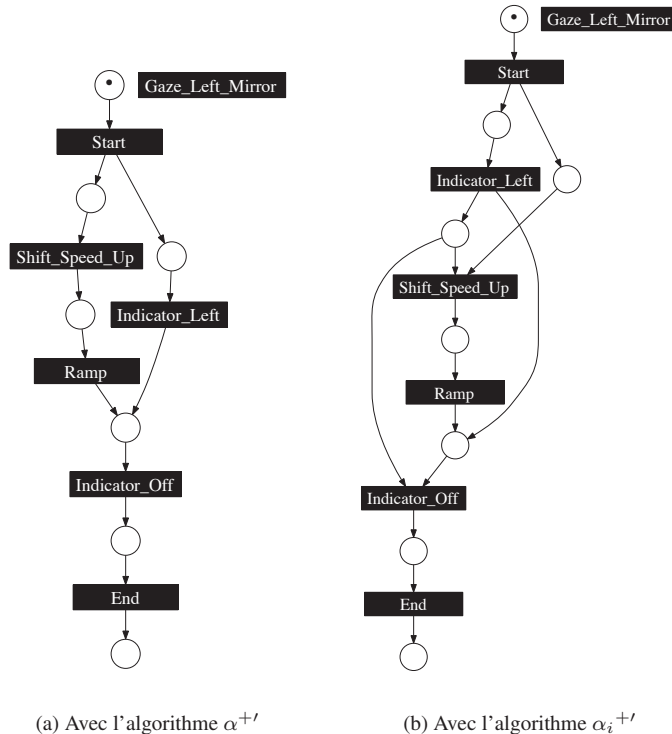 Gaze_Left_Mirror
Start
Shift_Speed_Up
Indicator_Left
Ramp
Indicator_Off
End
(a) Avec l'algorithme α⁺′
Gaze_Left_Mirror
Start
Indicator_Left
Shift_Speed_Up
Ramp
Indicator_Off
End
(b) Avec l'algorithme αᵢ⁺′